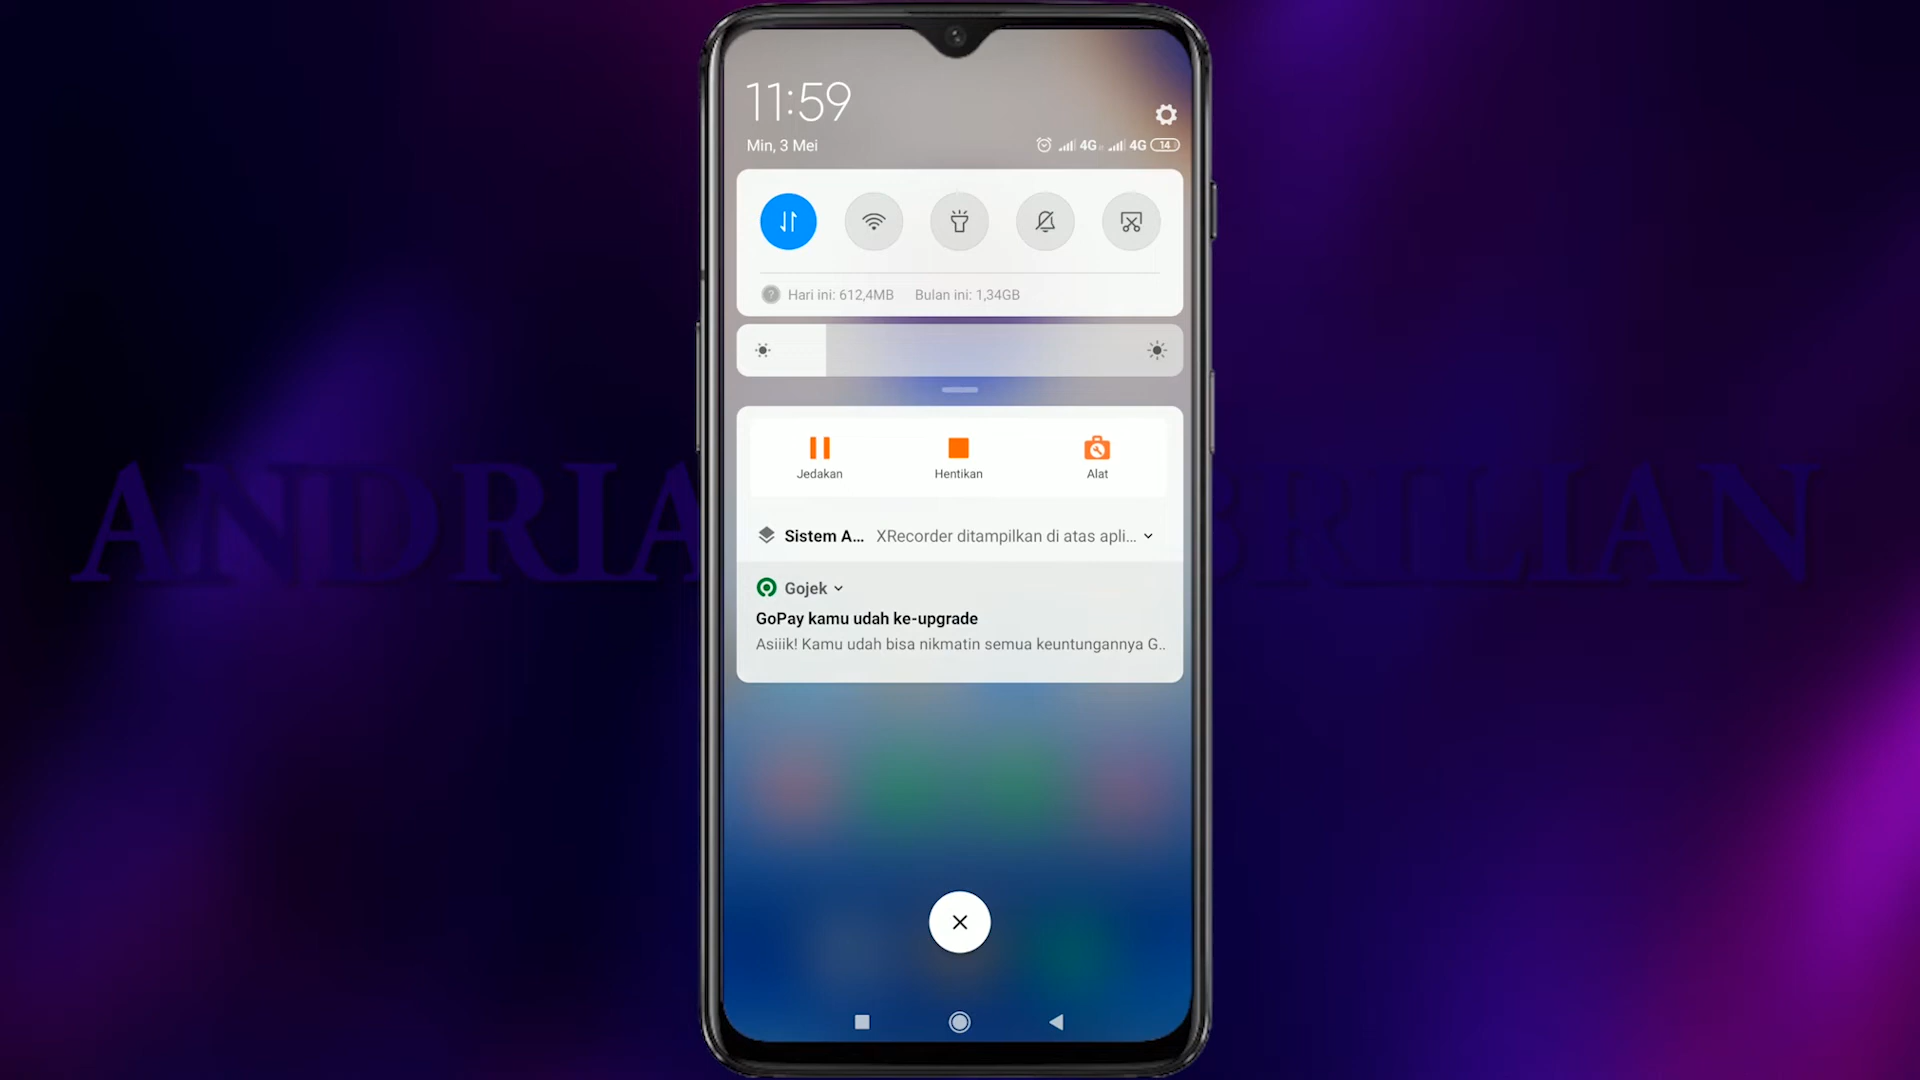 11:59
Min, 3 Mei
4G 4G 14
Hari ini: 612,4MB Bulan ini: 1,34GB
Jedakan Hentikan Alat
Sistem A... XRecorder ditampilkan di atas apli...
Gojek
GoPay kamu udah ke-upgrade
Asiiik! Kamu udah bisa nikmatin semua keuntungannya G..
ANDRIA BRILIAN